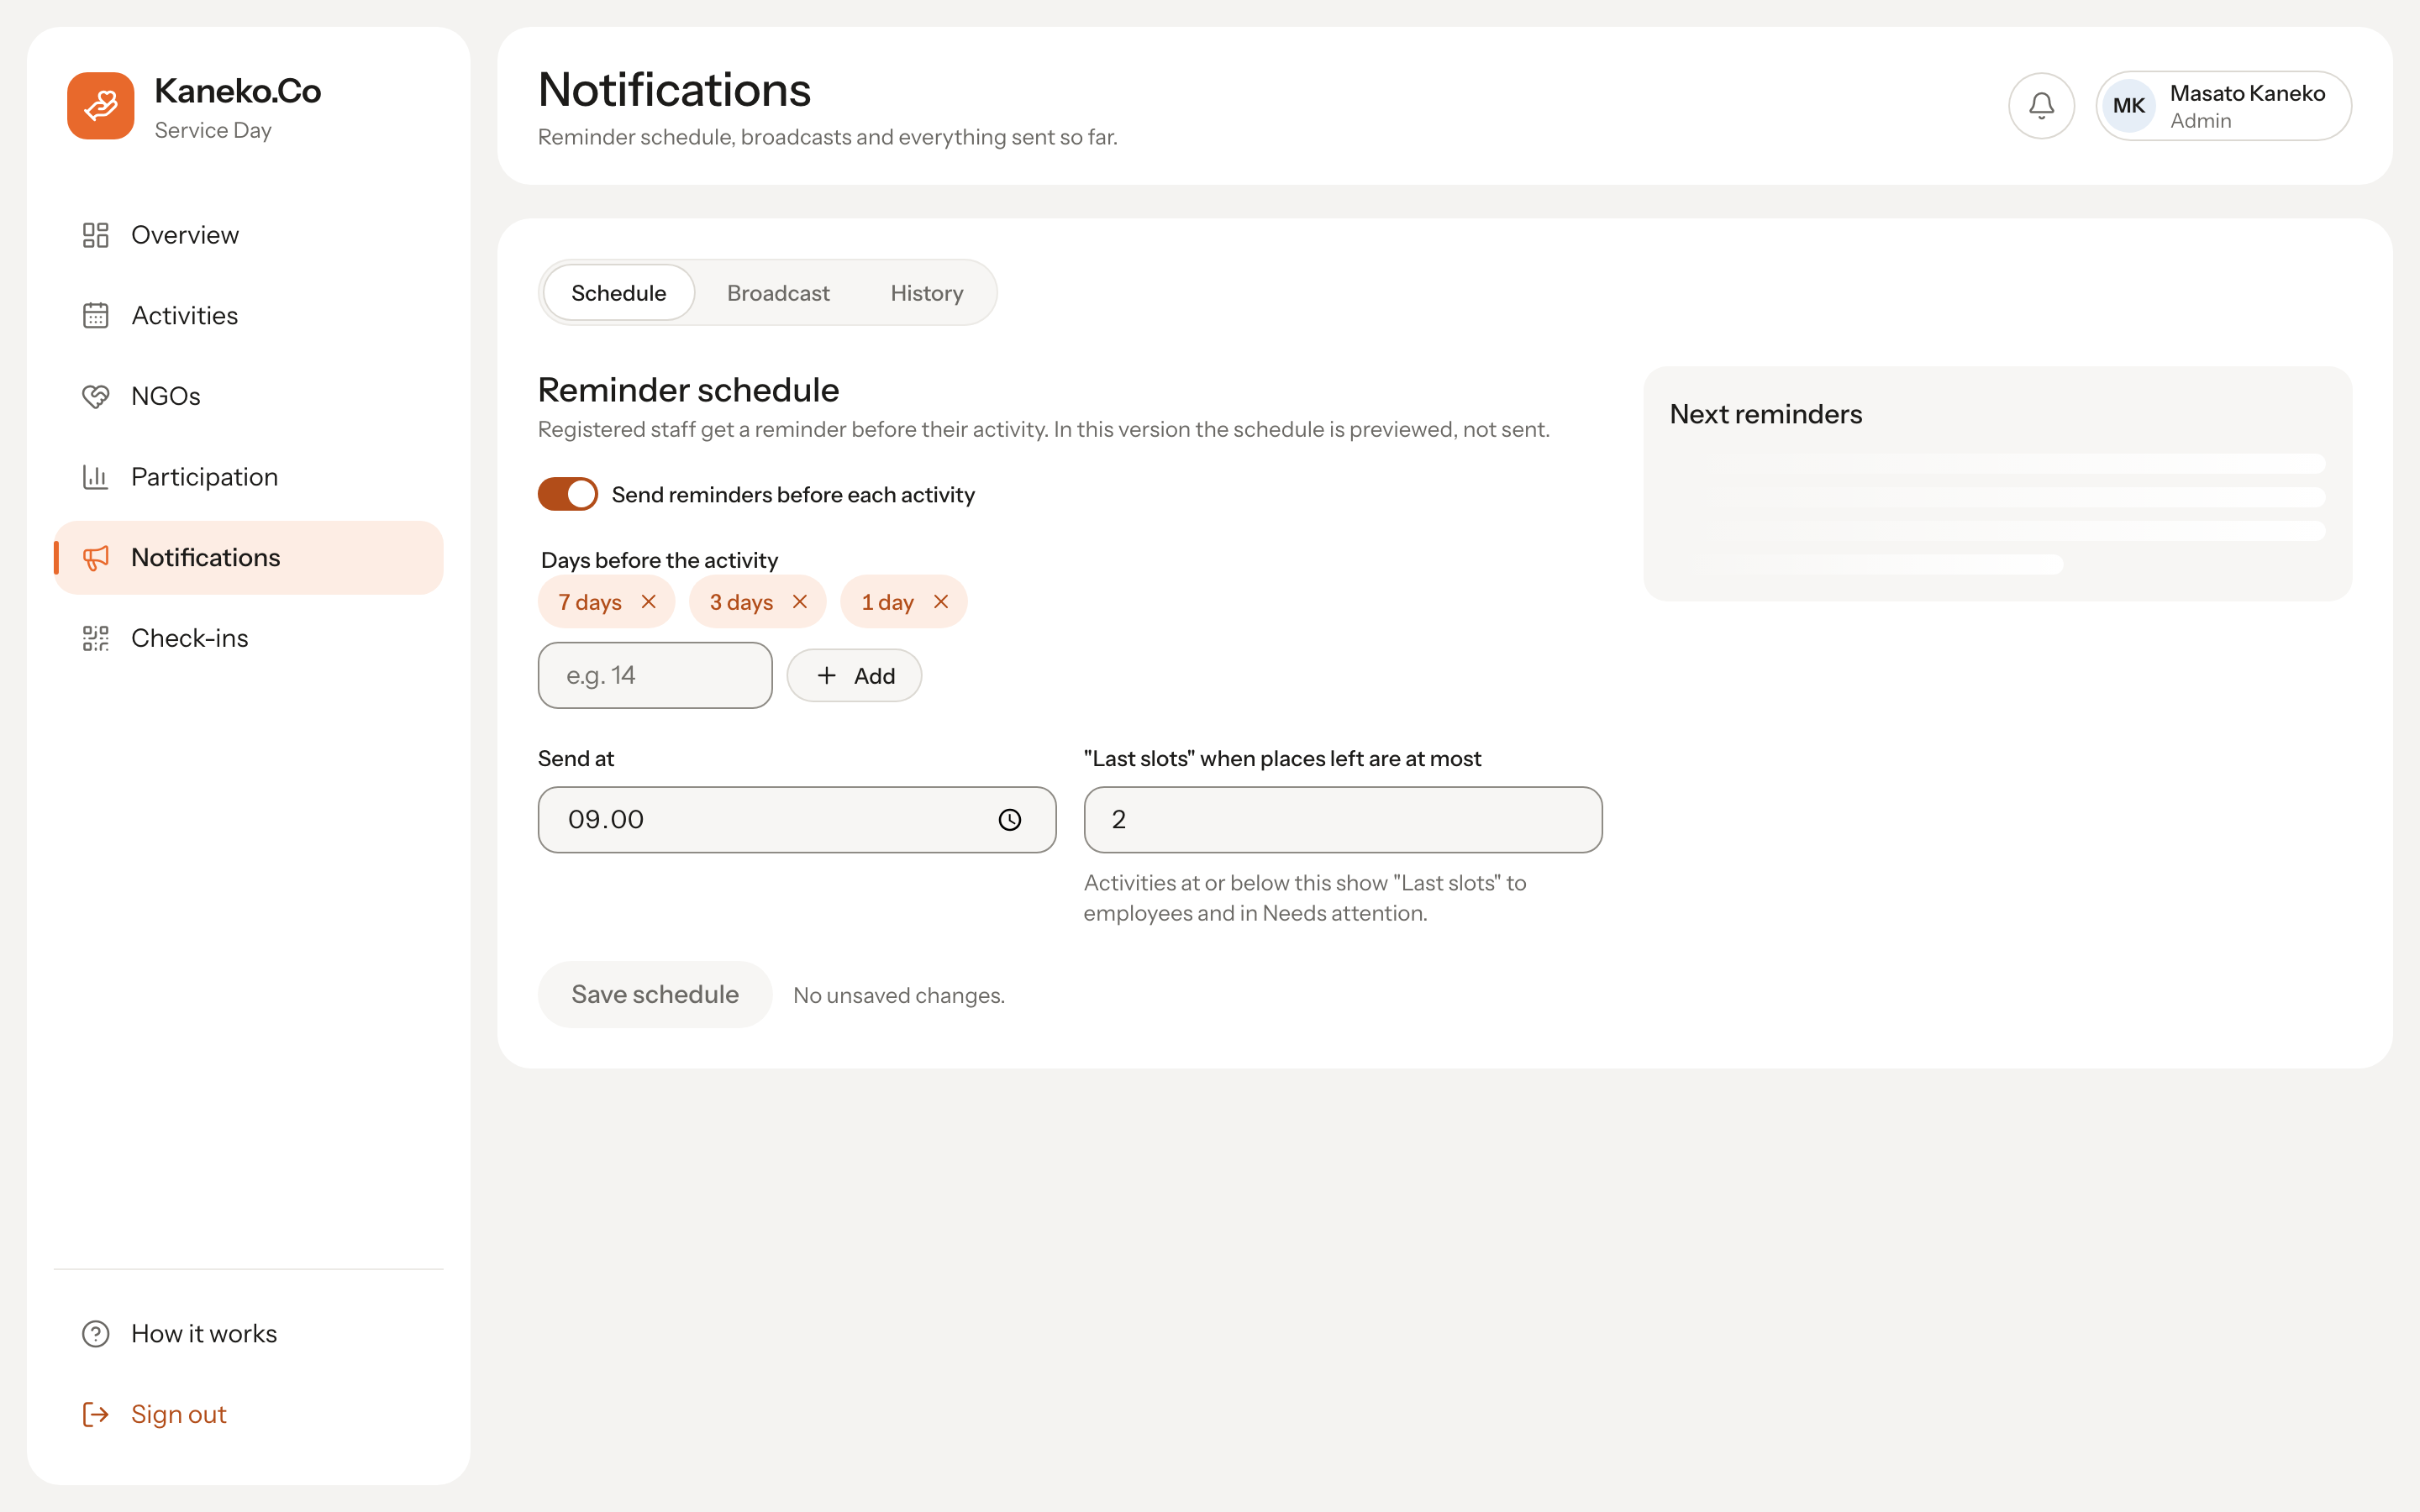 Kaneko.Co
Service Day
Overview
Activities
NGOs
Participation
Notifications
Check-ins
How it works
Sign out
Notifications
Reminder schedule, broadcasts and everything sent so far.
MK
Masato Kaneko
Admin
Schedule
Broadcast
History
Reminder schedule
Registered staff get a reminder before their activity. In this version the schedule is previewed, not sent.
Send reminders before each activity
Days before the activity
7 days
3 days
1 day
e.g. 14
Add
Send at
09.00
"Last slots" when places left are at most
2
Activities at or below this show "Last slots" to
employees and in Needs attention.
Save schedule
No unsaved changes.
Next reminders